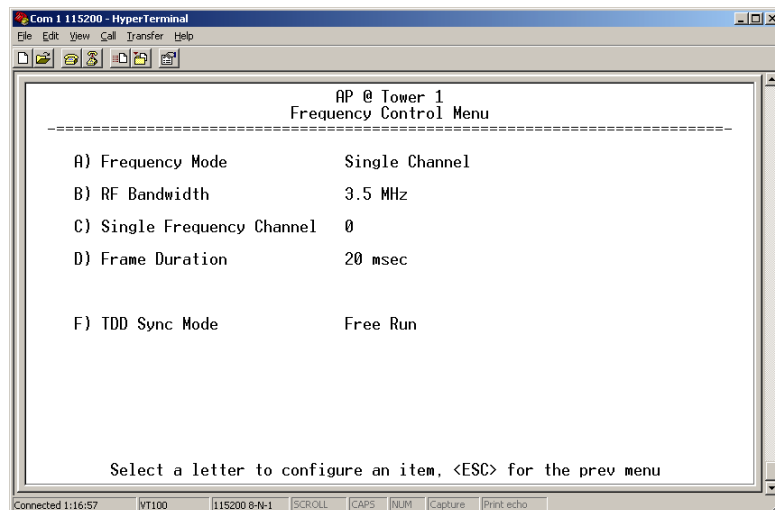 Com 1 115200 - HyperTerminal
File Edit View Call Transfer Help
AP @ Tower 1
Frequency Control Menu
-==========================================================================-
A) Frequency Mode Single Channel
B) RF Bandwidth 3.5 MHz
C) Single Frequency Channel 0
D) Frame Duration 20 msec
F) TDD Sync Mode Free Run
Select a letter to configure an item, <ESC> for the prev menu
Connected 1:16:57 VT100 115200 8-N-1 SCROLL CAPS NUM Capture Print echo